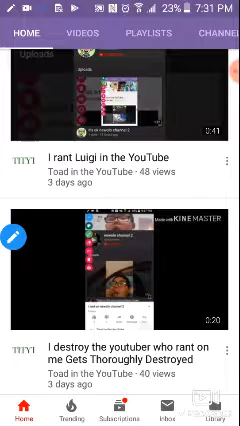 23% 7:31 PM
HOME VIDEOS PLAYLISTS CHANNEL
Uploads
0:41
I rant Luigi in the YouTube
Toad in the YouTube · 48 views
3 days ago
Made with KINEMASTER
0:20
I destroy the youtuber who rant on
me Gets Thoroughly Destroyed
Toad in the YouTube · 40 views
3 days ago
Home Trending Subscriptions Inbox Library